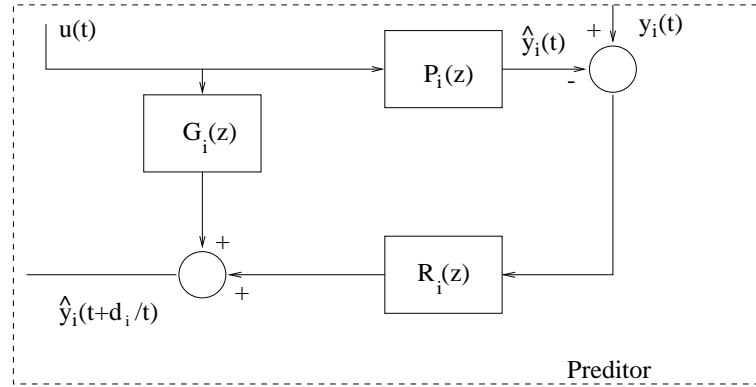 u(t)
ŷi(t)
+
yi(t)
Pi(z)
-
Gi(z)
+
Ri(z)
+
ŷi(t+di/t)
Preditor